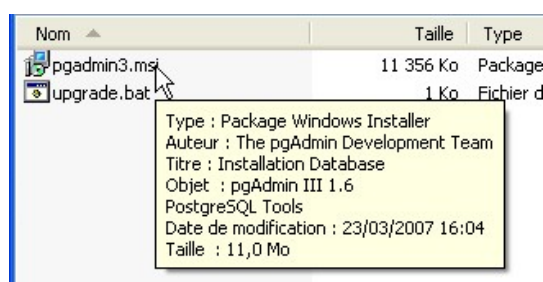 Nom Taille Type
pgadmin3.msi 11 356 Ko Package
upgrade.bat 1 Ko Fichier d
Type : Package Windows Installer
Auteur : The pgAdmin Development Team
Titre : Installation Database
Objet : pgAdmin III 1.6
PostgreSQL Tools
Date de modification : 23/03/2007 16:04
Taille : 11,0 Mo